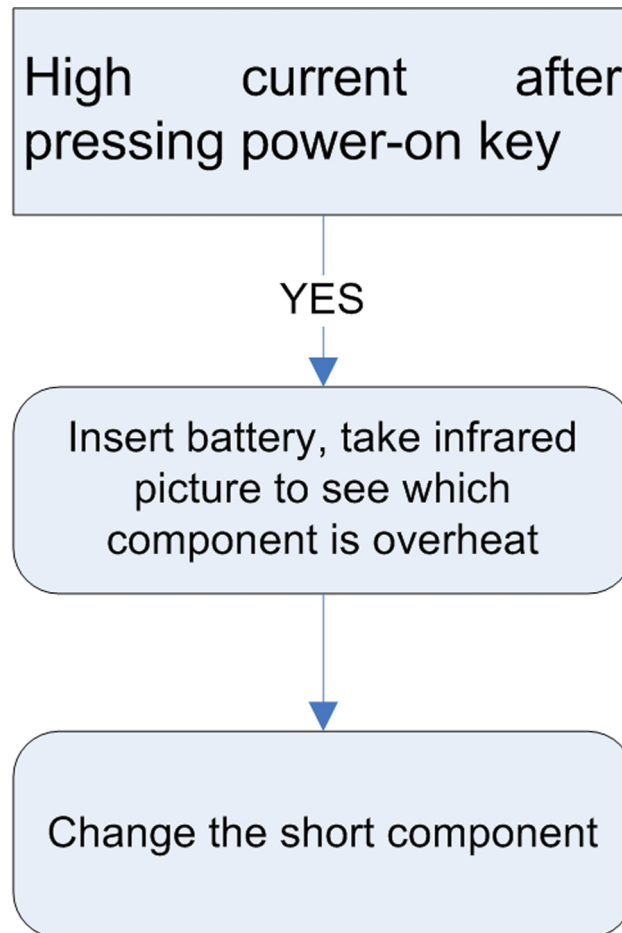 High current after
pressing power-on key
YES
Insert battery, take infrared
picture to see which
component is overheat
Change the short component